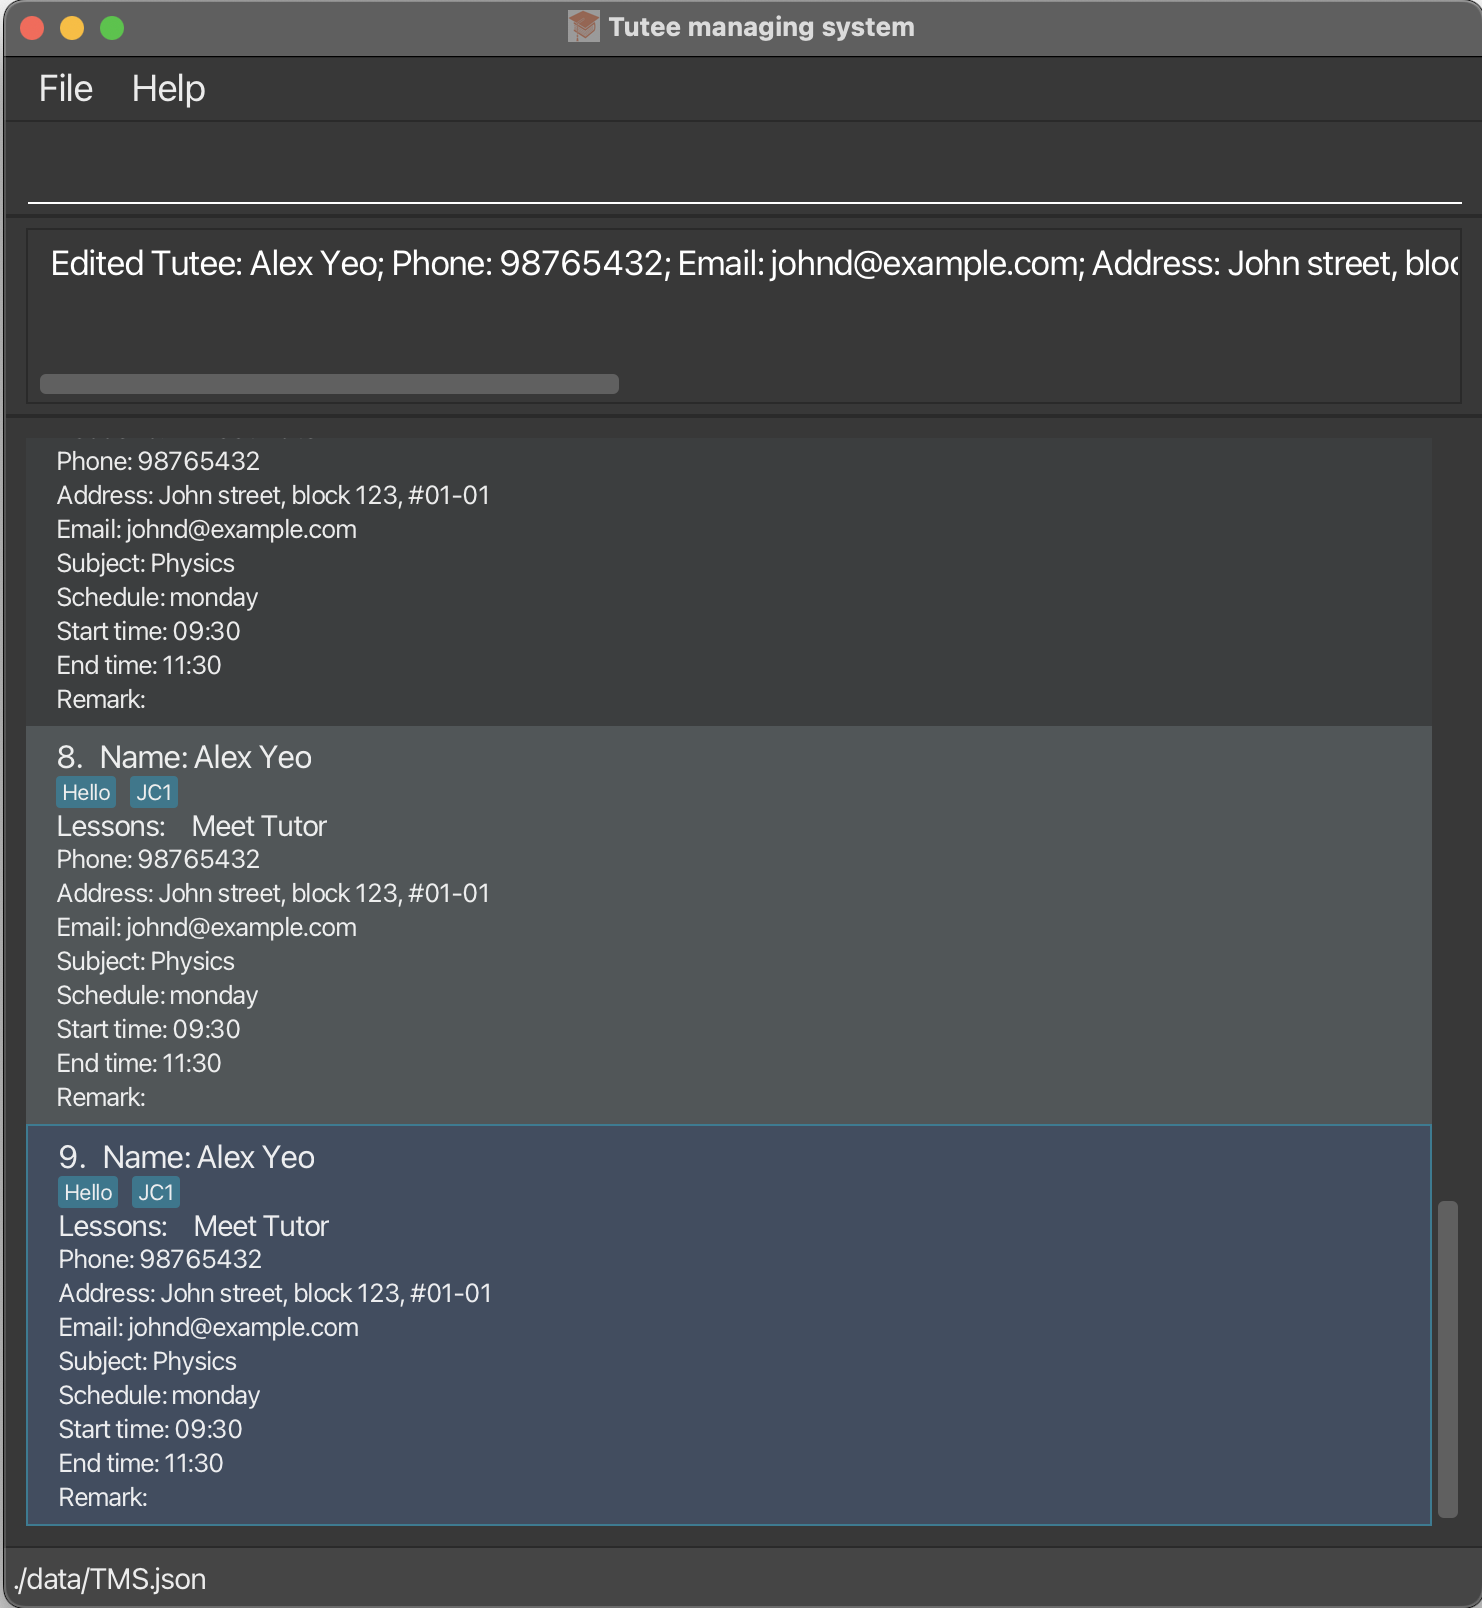 Tutee managing system
File Help
Edited Tutee: Alex Yeo; Phone: 98765432; Email: johnd@example.com; Address: John street, bloc
Phone: 98765432
Address: John street, block 123, #01-01
Email: johnd@example.com
Subject: Physics
Schedule: monday
Start time: 09:30
End time: 11:30
Remark:
8. Name: Alex Yeo
Hello JC1
Lessons: Meet Tutor
Phone: 98765432
Address: John street, block 123, #01-01
Email: johnd@example.com
Subject: Physics
Schedule: monday
Start time: 09:30
End time: 11:30
Remark:
9. Name: Alex Yeo
Hello JC1
Lessons: Meet Tutor
Phone: 98765432
Address: John street, block 123, #01-01
Email: johnd@example.com
Subject: Physics
Schedule: monday
Start time: 09:30
End time: 11:30
Remark:
./data/TMS.json